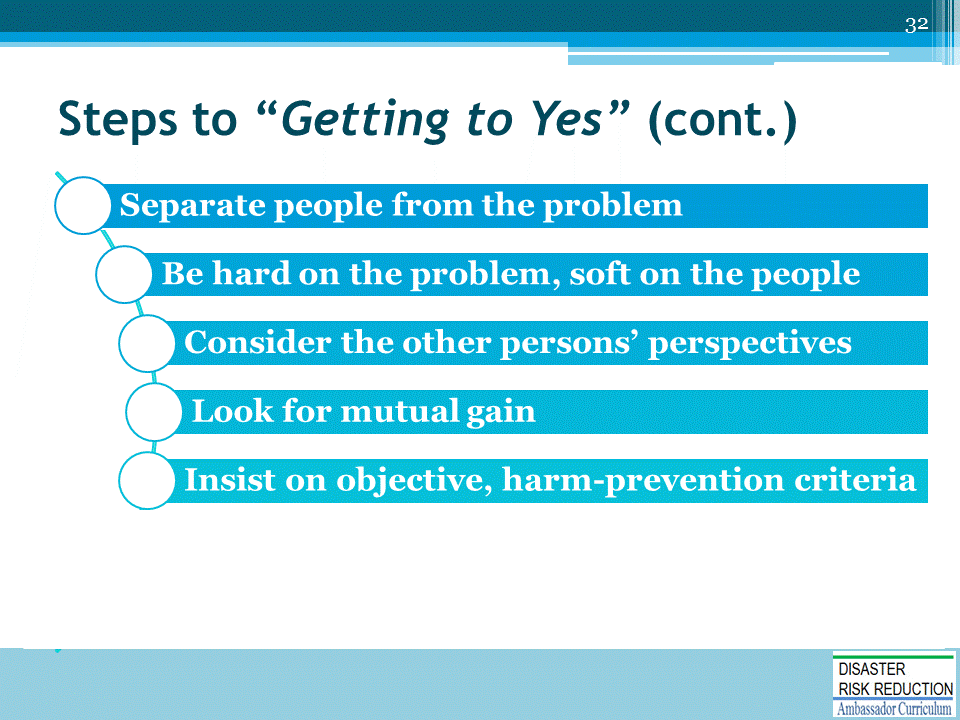 32
Steps to “Getting to Yes” (cont.)
Separate people from the problem
Be hard on the problem, soft on the people
Consider the other persons’ perspectives
Look for mutual gain
Insist on objective, harm-prevention criteria
DISASTER
RISK REDUCTION
Ambassador Curriculum